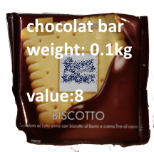 chocolat bar
weight: 0.1kg
value:8
BISCOTTO